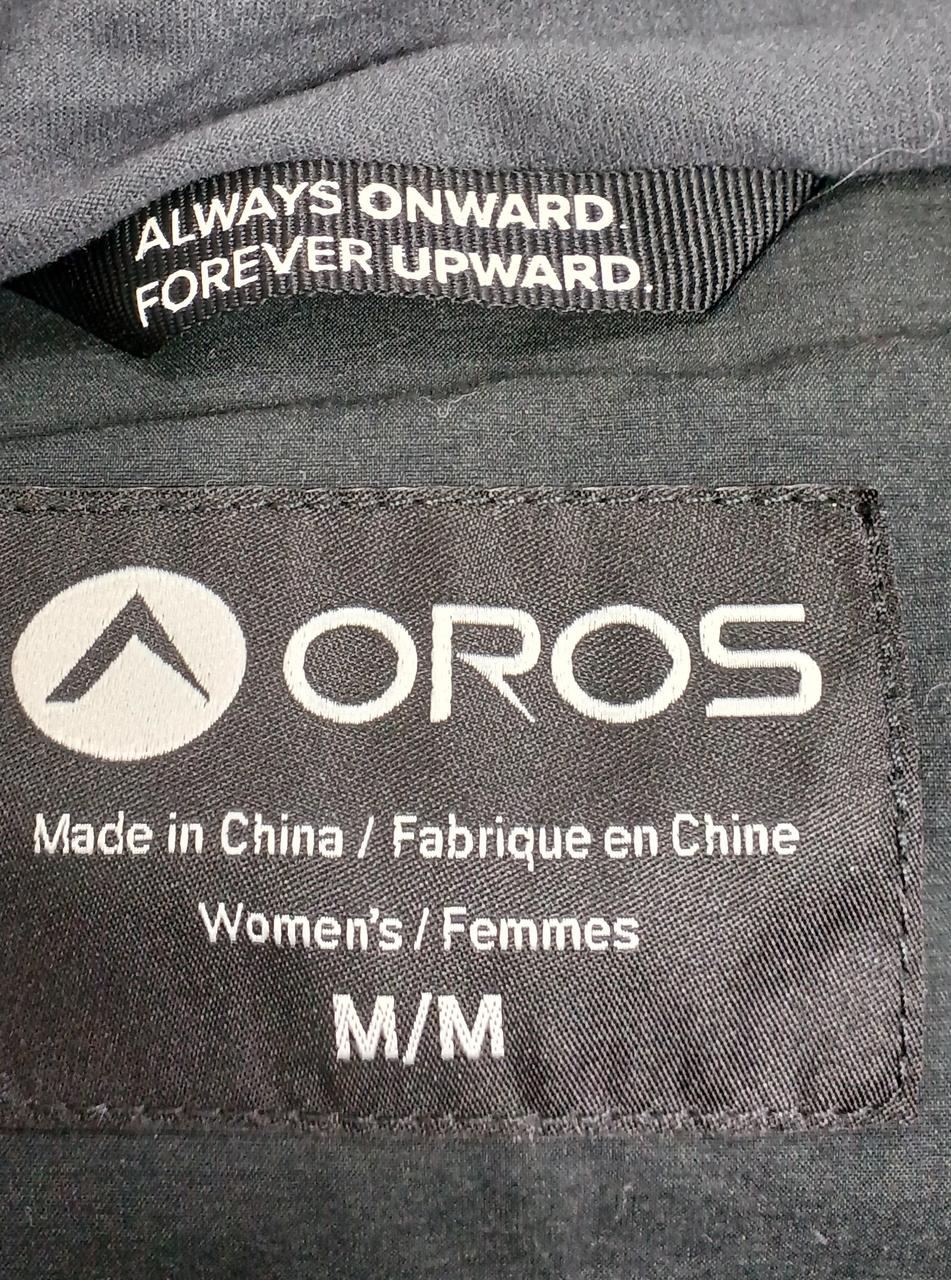 ALWAYS ONWARD.
FOREVER UPWARD.
OROS
Made in China / Fabrique en Chine
Women's / Femmes
M/M